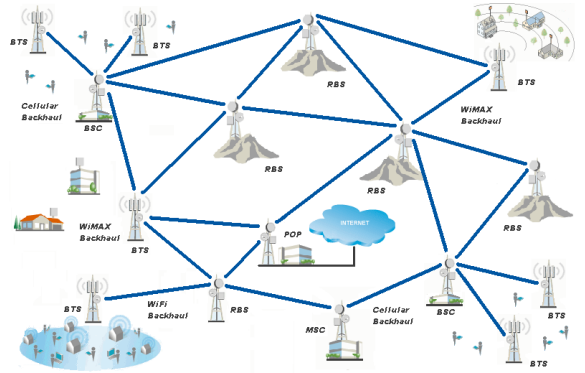 BTS
BTS
BTS
RBS
Cellular
Backhaul
BSC
WiMAX
Backhaul
RBS
RBS
RBS
WiMAX
Backhaul
BTS
INTERNET
POP
BTS
WiFi
Backhaul
RBS
MSC
Cellular
Backhaul
BSC
BTS
BTS